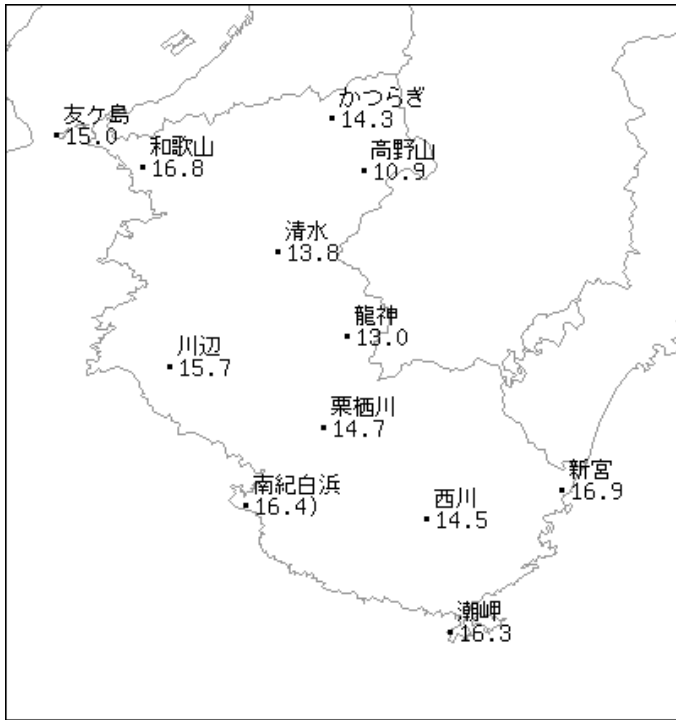 かつらぎ
14.3
友ケ島
15.0
和歌山
16.8
高野山
10.9
清水
13.8
龍神
13.0
川辺
15.7
栗栖川
14.7
新宮
16.9
南紀白浜
16.4)
西川
14.5
潮岬
16.3